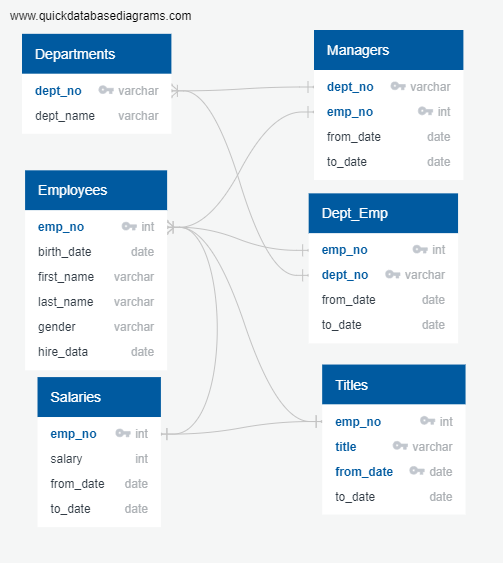 www.quickdatabasediagrams.com
Departments
dept_no varchar
dept_name varchar
Managers
dept_no varchar
emp_no int
from_date date
to_date date
Employees
emp_no int
birth_date date
first_name varchar
last_name varchar
gender varchar
hire_data date
Dept_Emp
emp_no int
dept_no varchar
from_date date
to_date date
Salaries
emp_no int
salary int
from_date date
to_date date
Titles
emp_no int
title varchar
from_date date
to_date date